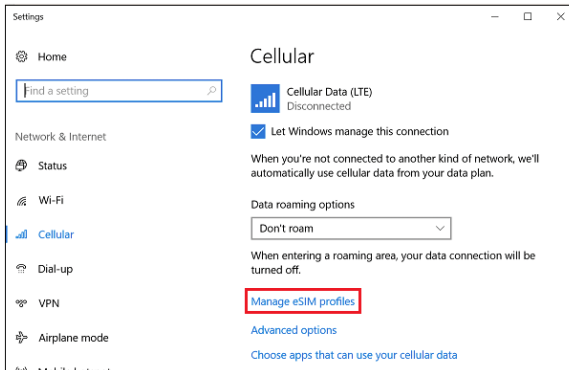 Settings
Home
Find a setting
Network & Internet
Status
Wi-Fi
Cellular
Dial-up
VPN
Airplane mode
Cellular
Cellular Data (LTE)
Disconnected
Let Windows manage this connection
When you're not connected to another kind of network, we'll
automatically use cellular data from your data plan.
Data roaming options
Don't roam
When entering a roaming area, your data connection will be
turned off.
Manage eSIM profiles
Advanced options
Choose apps that can use your cellular data